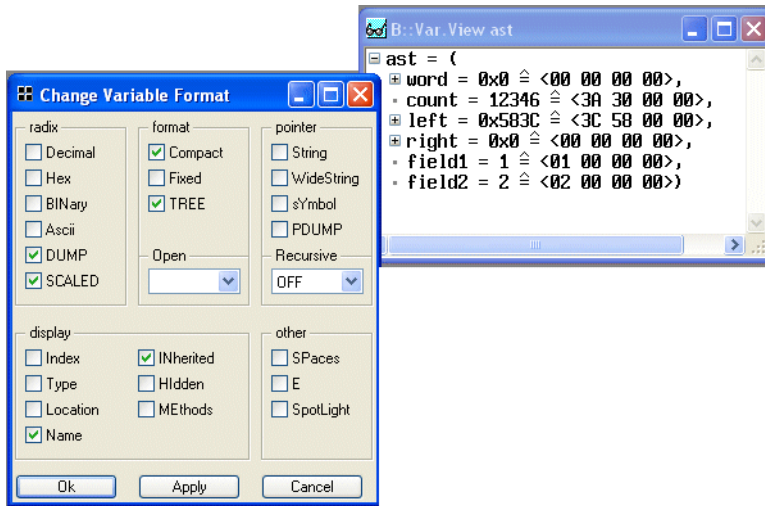 B::Var.View ast
ast = (
word = 0x0 ≙ <00 00 00 00>,
count = 12346 ≙ <3A 30 00 00>,
left = 0x583C ≙ <3C 58 00 00>,
right = 0x0 ≙ <00 00 00 00>,
field1 = 1 ≙ <01 00 00 00>,
field2 = 2 ≙ <02 00 00 00>)
Change Variable Format
radix
Decimal
Hex
BINary
Ascii
DUMP
SCALED
format
Compact
Fixed
TREE
Open
pointer
String
WideString
sYmbol
PDUMP
Recursive
OFF
display
Index
Type
Location
Name
INherited
HIdden
MEthods
other
SPaces
E
SpotLight
Ok
Apply
Cancel